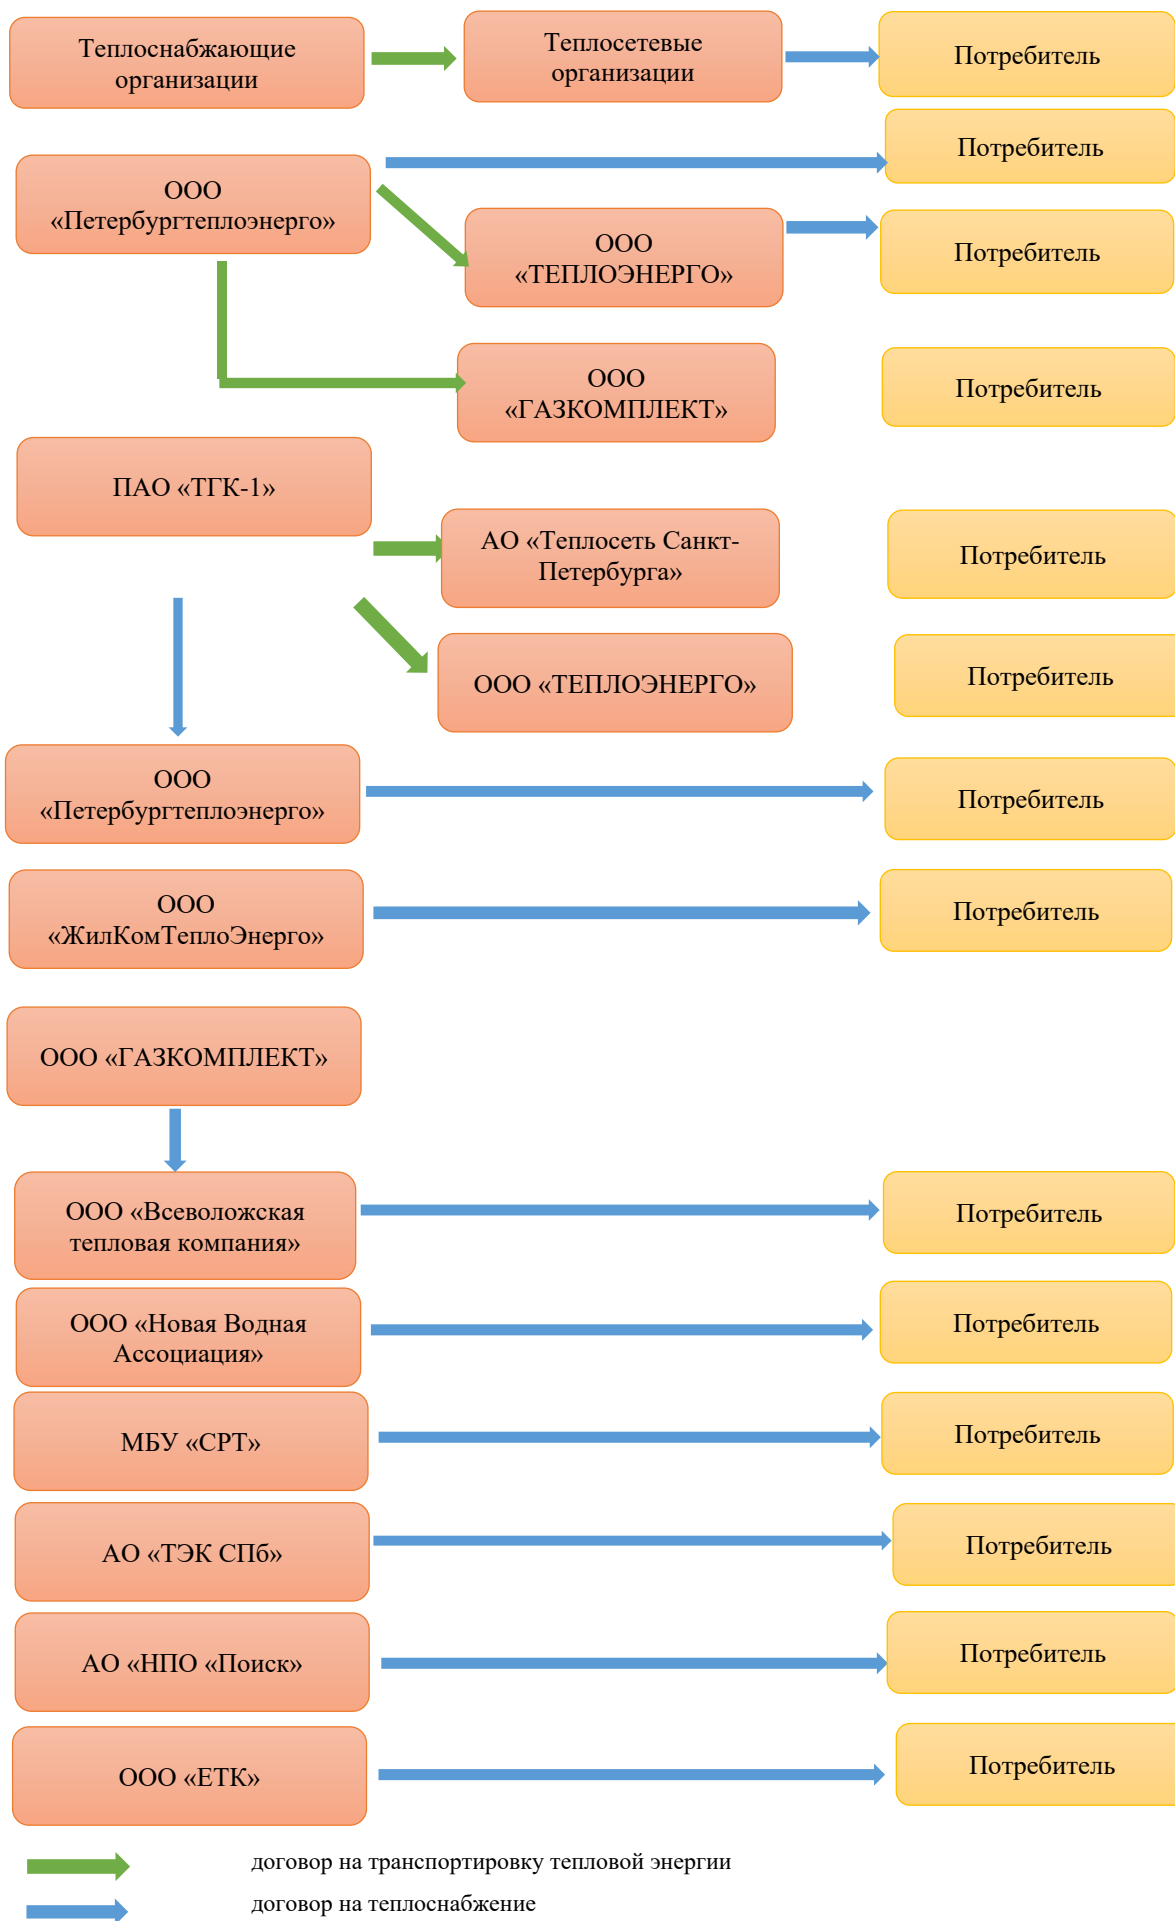 Теплоснабжающие
организации
Теплосетевые
организации
Потребитель
Потребитель
ООО
«Петербургтеплоэнерго»
ООО
«ТЕПЛОЭНЕРГО»
Потребитель
ООО
«ГАЗКОМПЛЕКТ»
Потребитель
ПАО «ТГК-1»
АО «Теплосеть Санкт-
Петербурга»
Потребитель
ООО «ТЕПЛОЭНЕРГО»
Потребитель
ООО
«Петербургтеплоэнерго»
Потребитель
ООО
«ЖилКомТеплоЭнерго»
Потребитель
ООО «ГАЗКОМПЛЕКТ»
ООО «Всеволожская
тепловая компания»
Потребитель
ООО «Новая Водная
Ассоциация»
Потребитель
МБУ «СРТ»
Потребитель
АО «ТЭК СПб»
Потребитель
АО «НПО «Поиск»
Потребитель
ООО «ЕТК»
Потребитель
договор на транспортировку тепловой энергии
договор на теплоснабжение